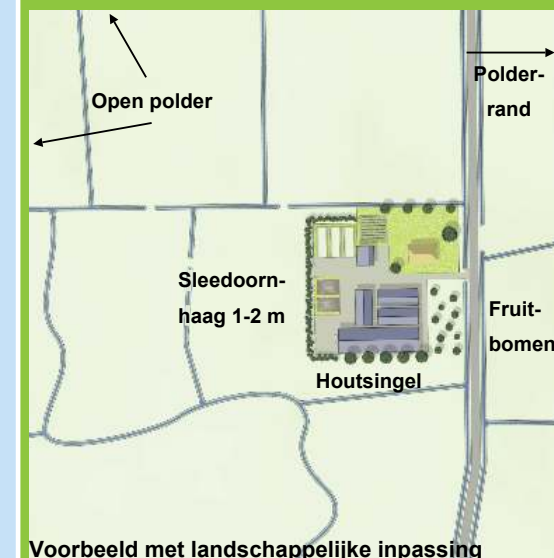 Polder-
rand
Open polder
Sleedoorn-
haag 1-2 m
Fruit-
bomen
Houtsingel
Voorbeeld met landschappelijke inpassing